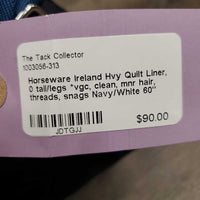 The Tack Collector
1003056-313
Horseware Ireland Hvy Quilt Liner,
0 tail/legs *vgc, clean, mnr hair,
threads, snags Navy/White 60"
$90.00
JDTGJJ